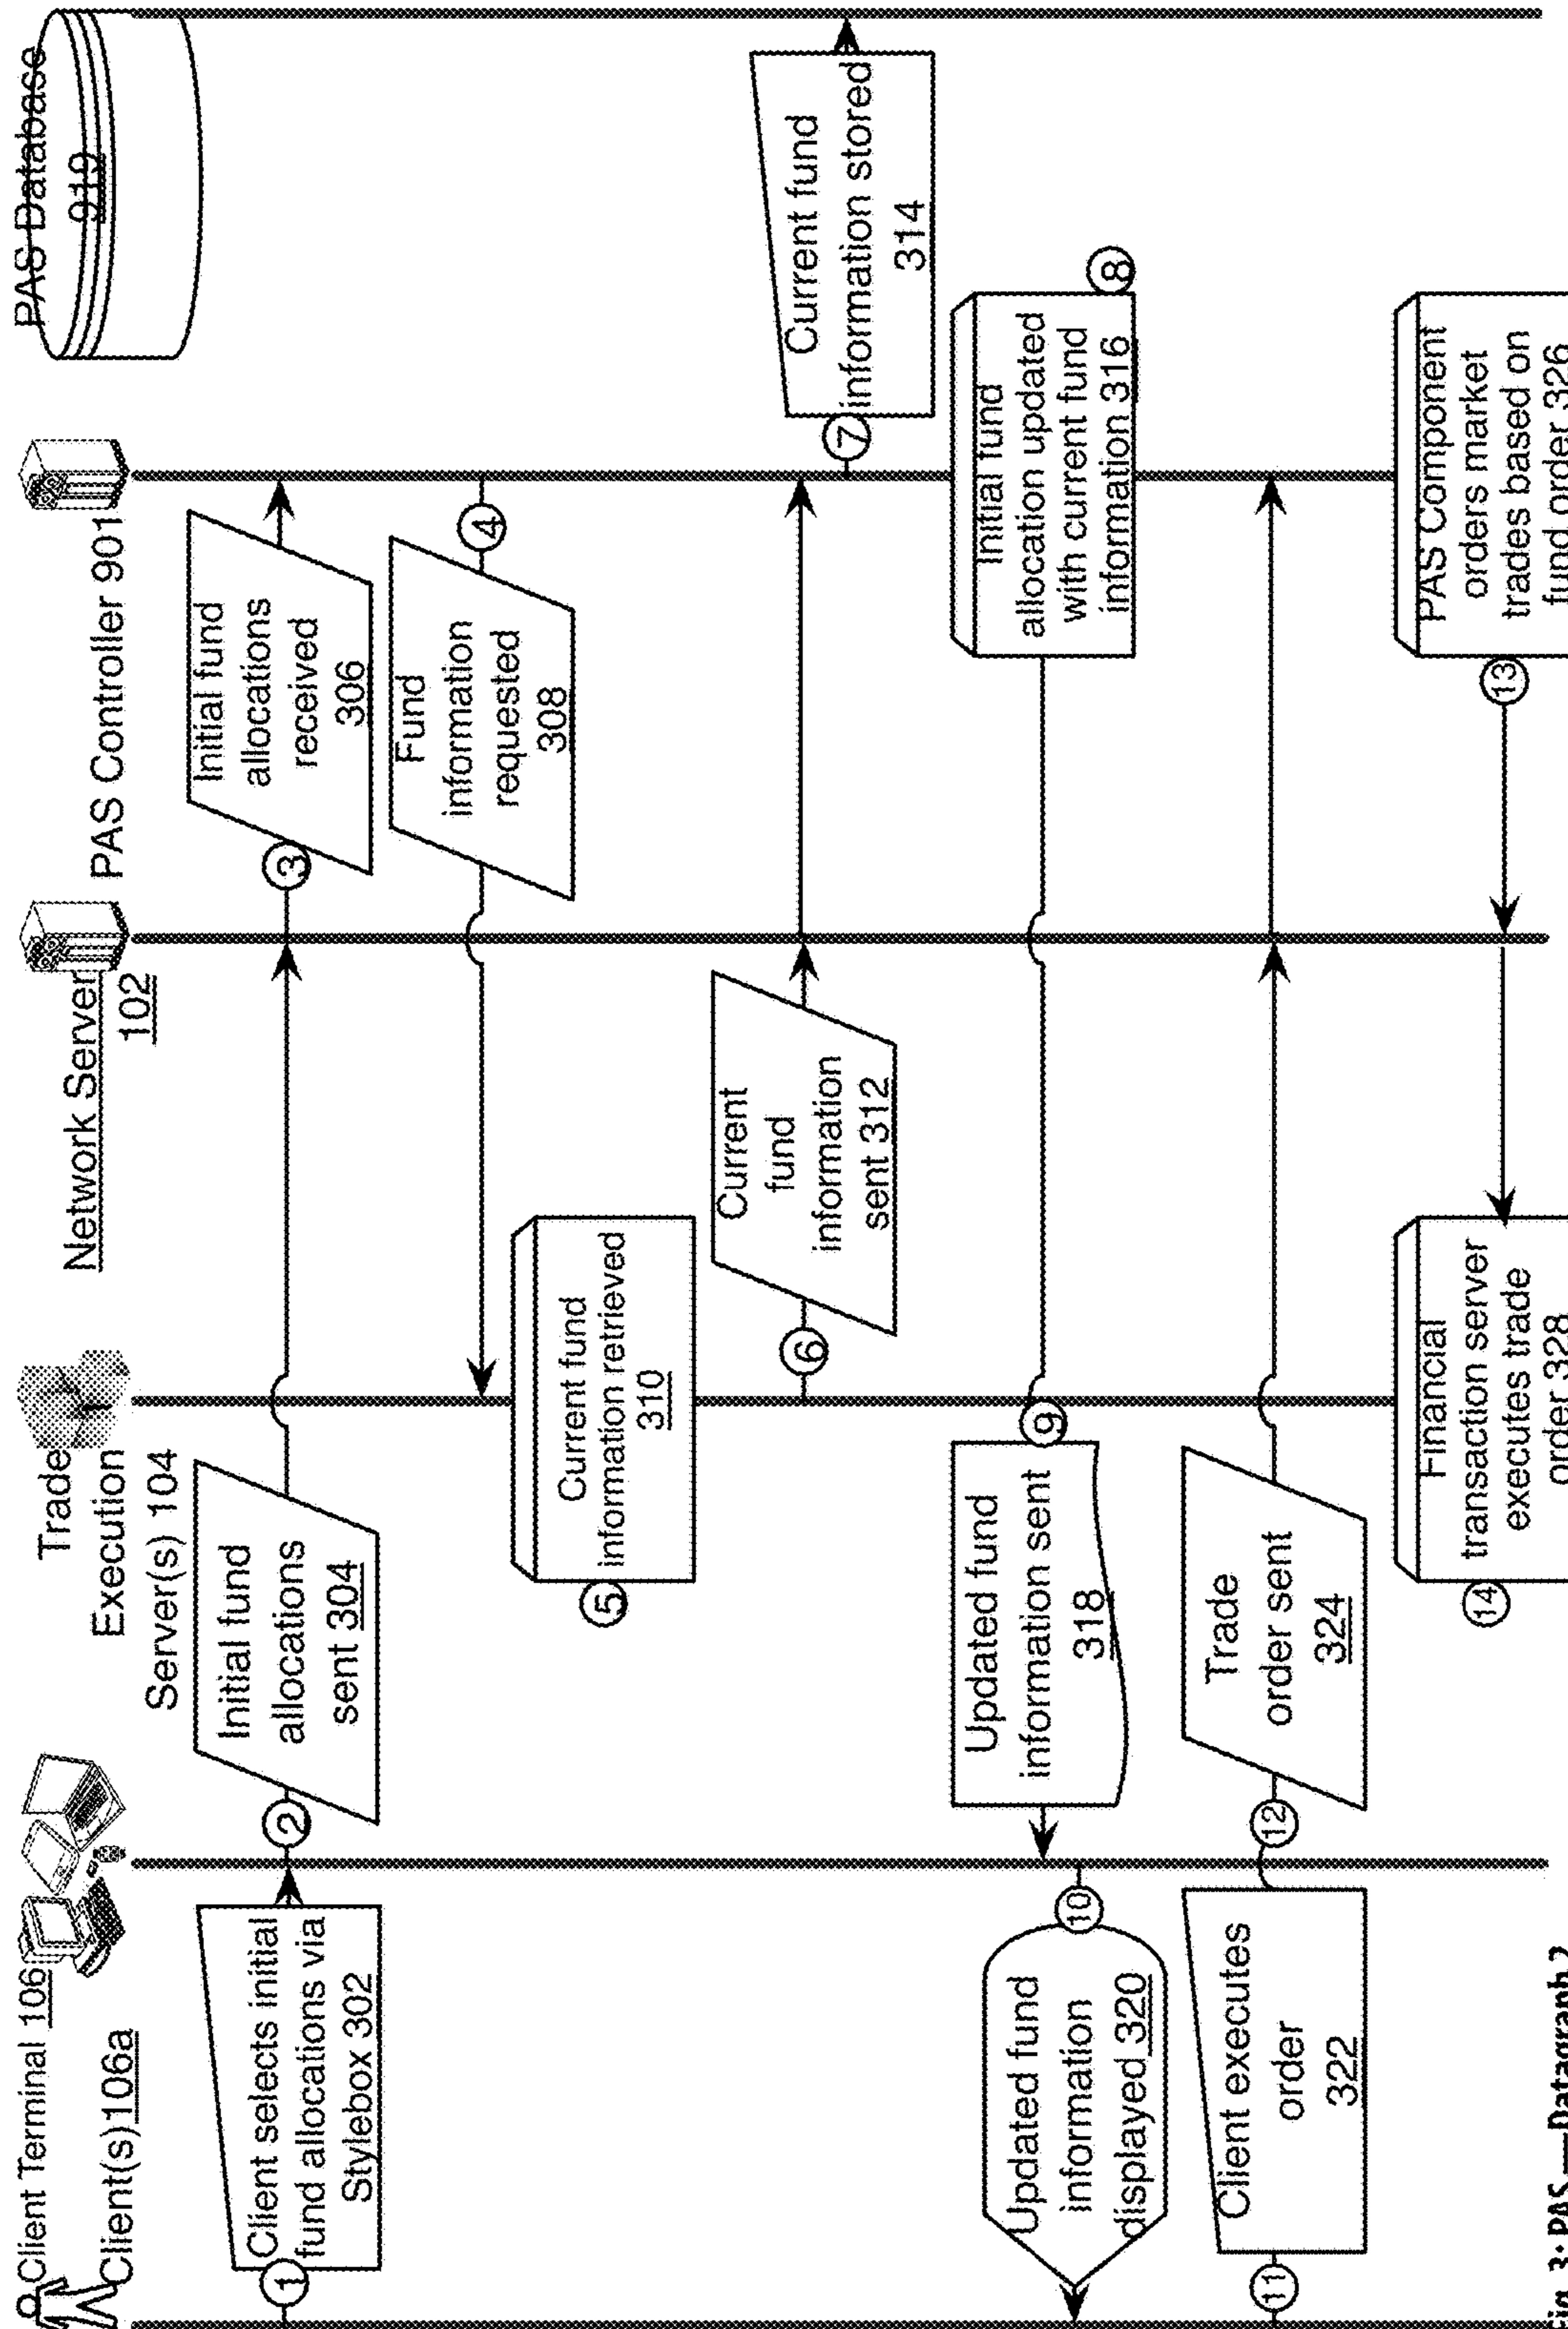 Client Terminal 106
Client(s)106a
Trade
Execution
Server(s) 104
Network Server
102
PAS Controller 901
PAS Database
919
1
Client selects initial
fund allocations via
Stylebox 302
2
Initial fund
allocations
sent 304
3
Initial fund
allocations
received
306
4
Fund
information
requested
308
5
Current fund
information retrieved
310
6
Current
fund
information
sent 312
7
Current fund
information stored
314
8
Initial fund
allocation updated
with current fund
information 316
9
Updated fund
information sent
318
10
Updated fund
information
displayed 320
11
Client executes
order
322
12
Trade
order sent
324
13
PAS Component
orders market
trades based on
fund order 326
14
Financial
transaction server
executes trade
order 328
Fig. 3: PAS —Datagraph2